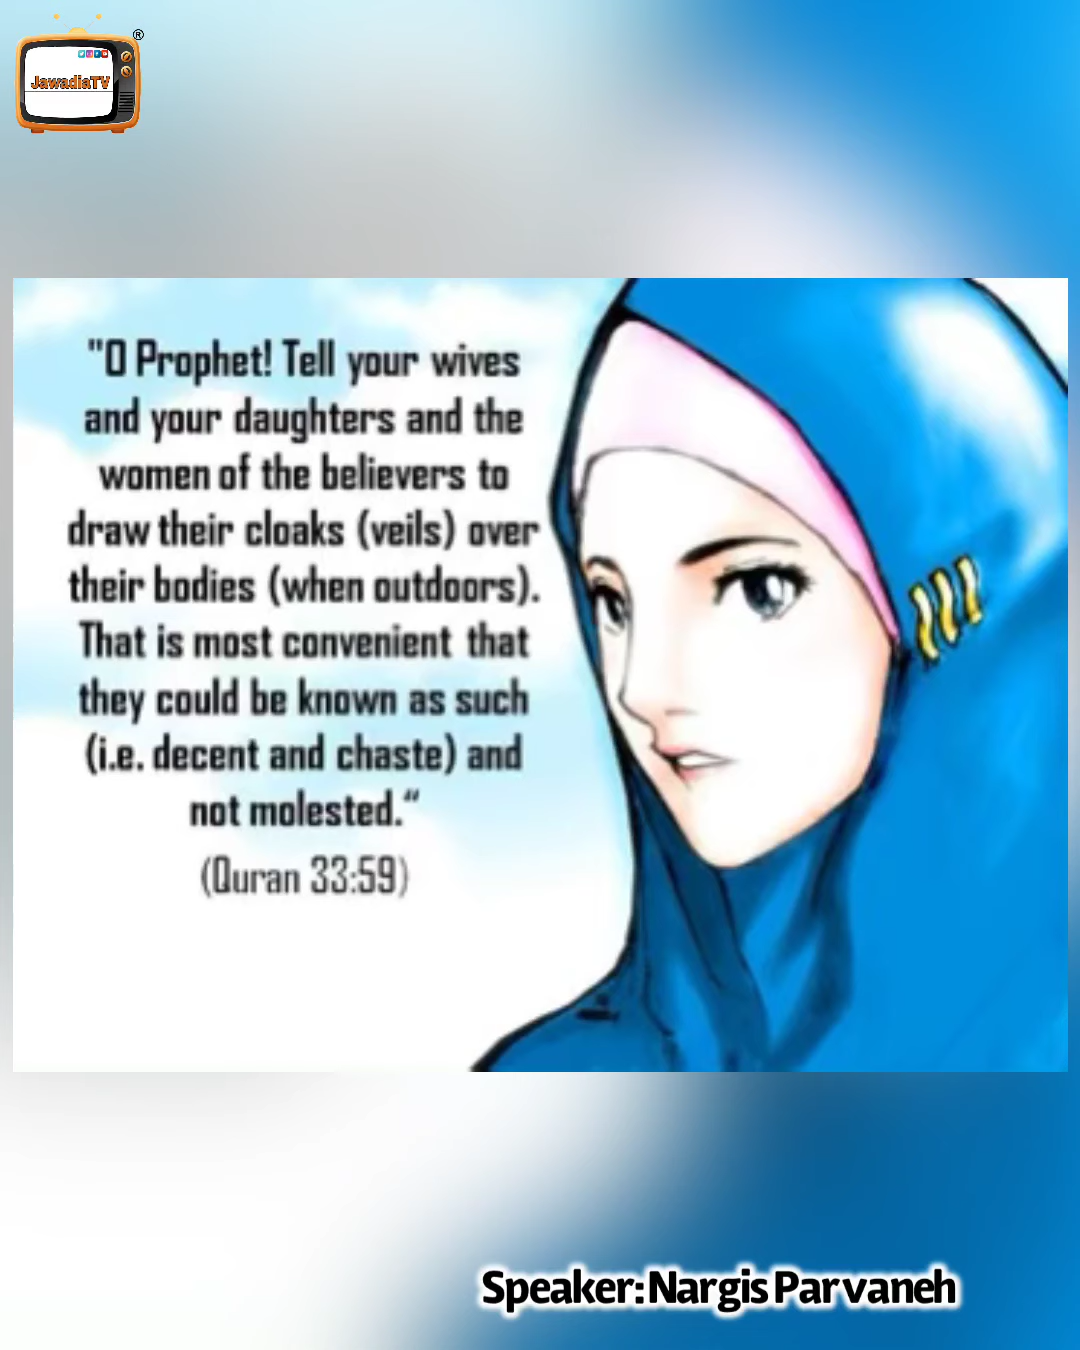 JawadiaTV
®
"O Prophet! Tell your wives
and your daughters and the
women of the believers to
draw their cloaks (veils) over
their bodies (when outdoors).
That is most convenient that
they could be known as such
(i.e. decent and chaste) and
not molested.“
(Quran 33:59)
Speaker: Nargis Parvaneh